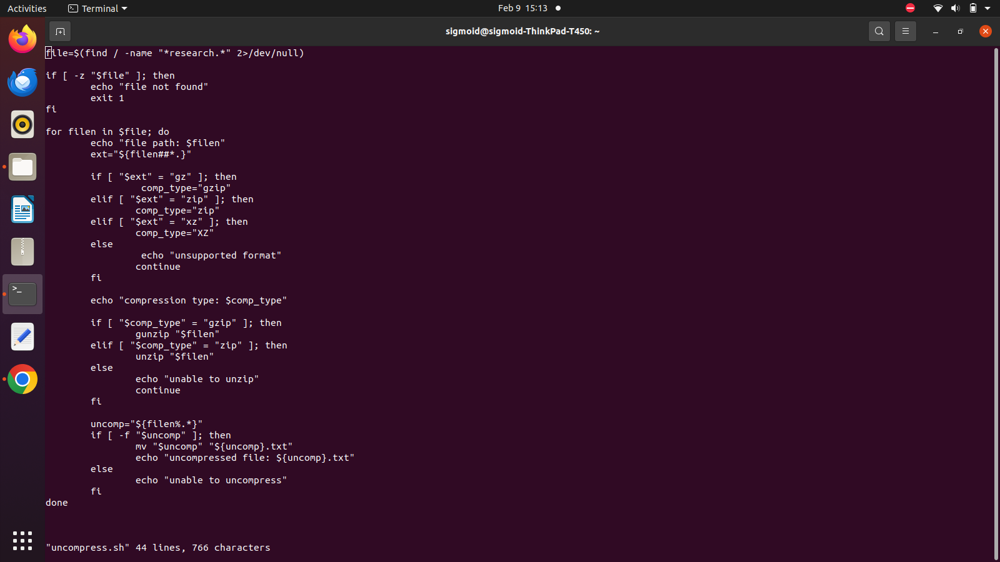 Activities
Terminal
Feb 9 15:13
sigmoid@sigmoid-ThinkPad-T450: ~
file=$(find / -name "*research.*" 2>/dev/null)
if [ -z "$file" ]; then
echo "file not found"
exit 1
fi
for filen in $file; do
echo "file path: $filen"
ext="${filen##*.}"
if [ "$ext" = "gz" ]; then
comp_type="gzip"
elif [ "$ext" = "zip" ]; then
comp_type="zip"
elif [ "$ext" = "xz" ]; then
comp_type="XZ"
else
echo "unsupported format"
continue
fi
echo "compression type: $comp_type"
if [ "$comp_type" = "gzip" ]; then
gunzip "$filen"
elif [ "$comp_type" = "zip" ]; then
unzip "$filen"
else
echo "unable to unzip"
continue
fi
uncomp="${filen%.*}"
if [ -f "$uncomp" ]; then
mv "$uncomp" "${uncomp}.txt"
echo "uncompressed file: ${uncomp}.txt"
else
echo "unable to uncompress"
fi
done
"uncompress.sh" 44 lines, 766 characters